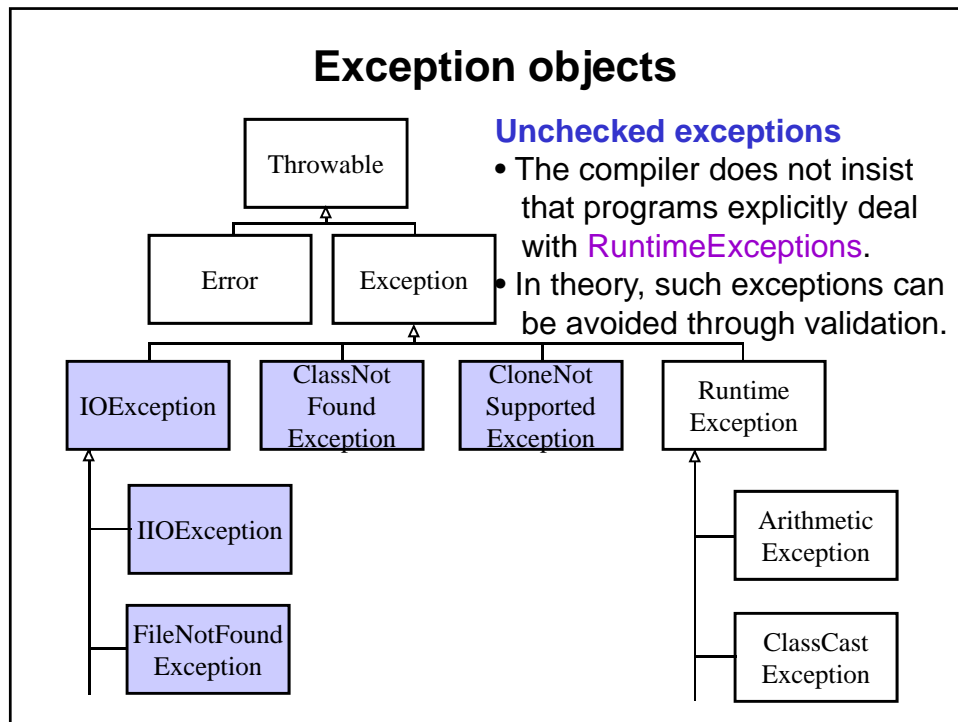 Exception objects
Throwable
Unchecked exceptions
• The compiler does not insist
that programs explicitly deal
with RuntimeExceptions.
• In theory, such exceptions can
be avoided through validation.
Error
Exception
IOException
ClassNot
Found
Exception
CloneNot
Supported
Exception
Runtime
Exception
IIOException
Arithmetic
Exception
FileNotFound
Exception
ClassCast
Exception